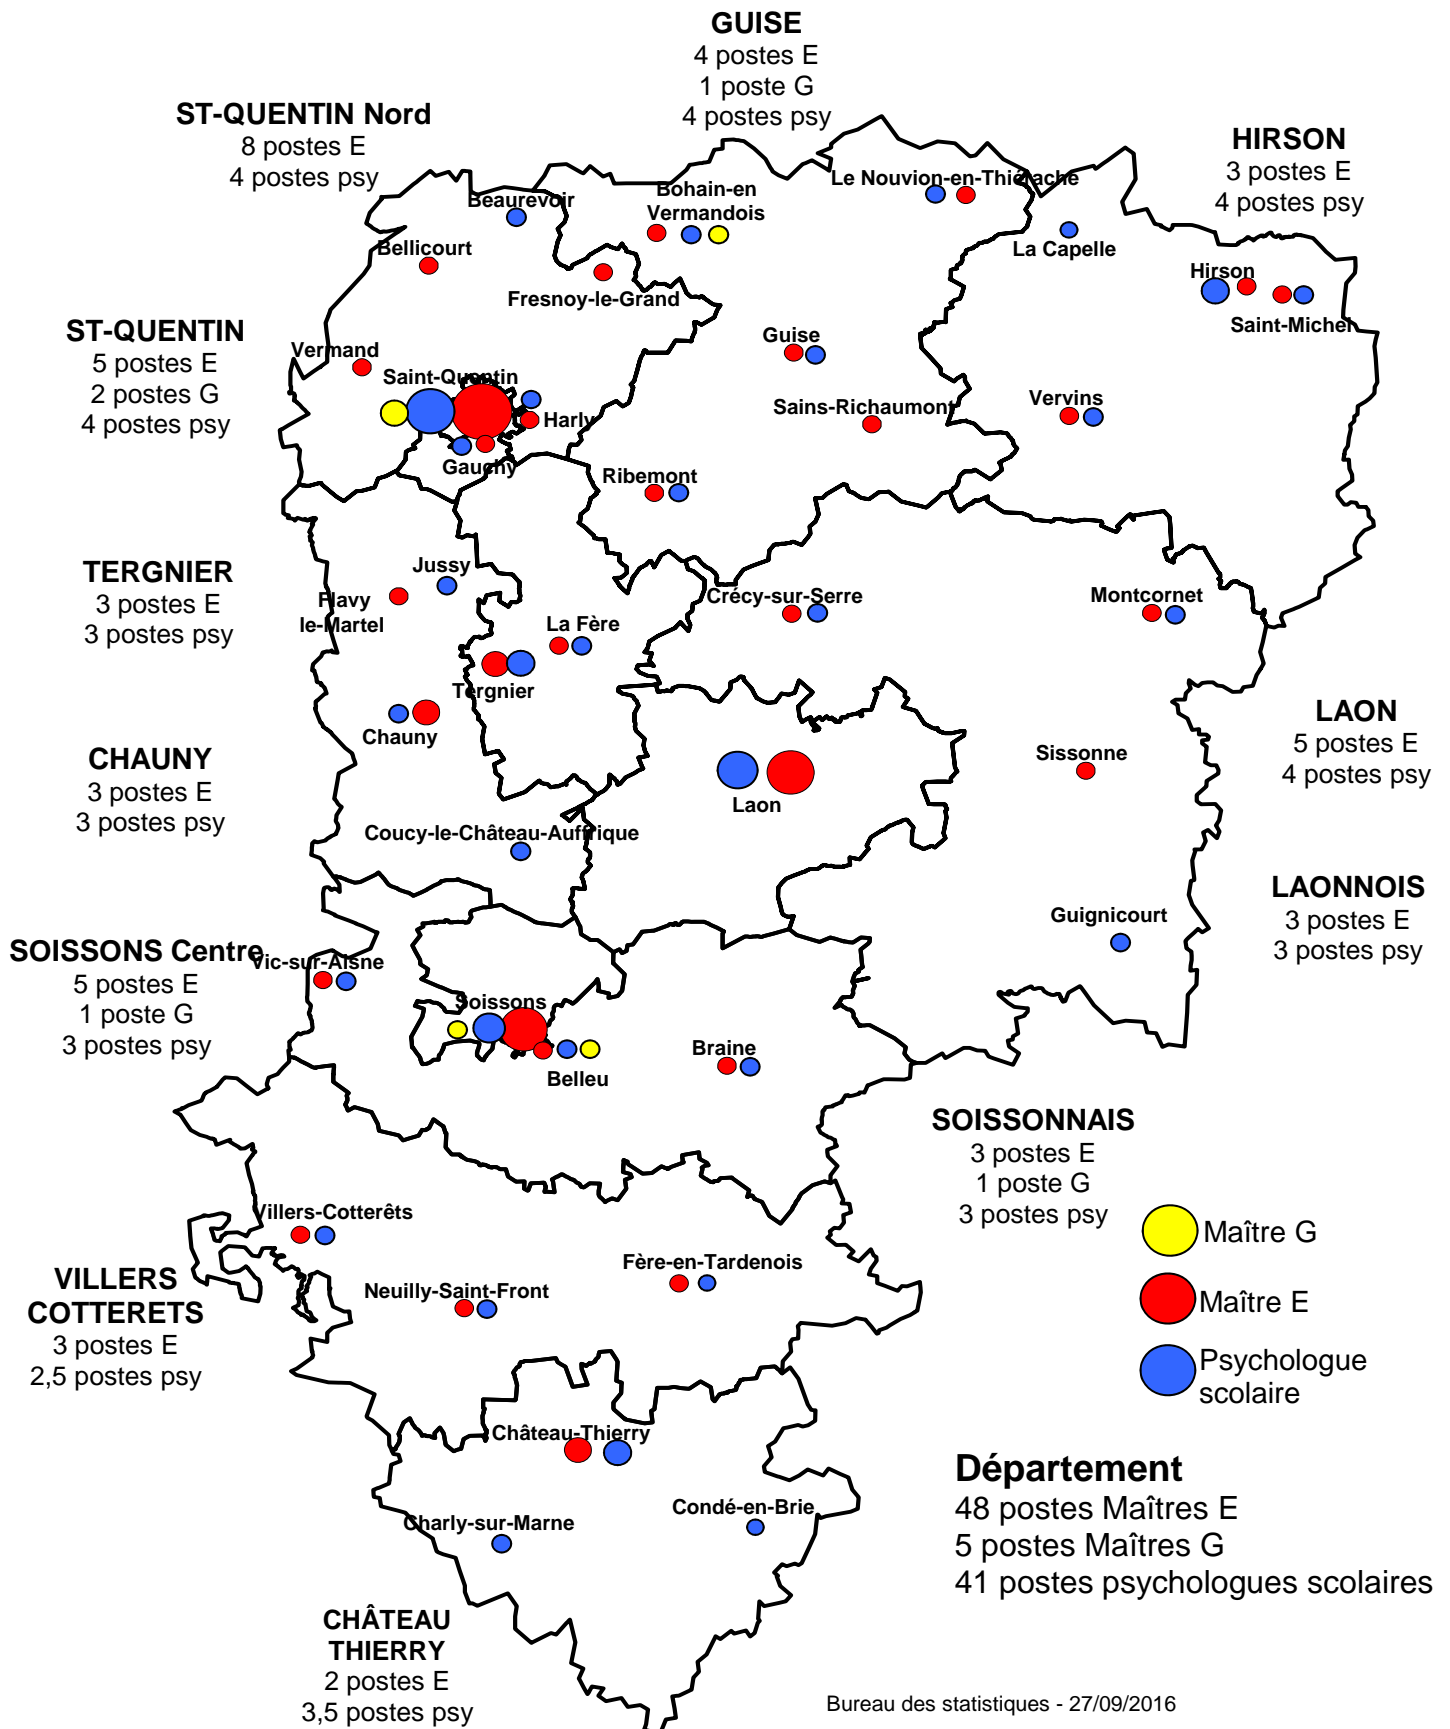 GUISE
4 postes E
1 poste G
4 postes psy
ST-QUENTIN Nord
8 postes E
4 postes psy
HIRSON
3 postes E
4 postes psy
Le Nouvion-en-Thiérache
Bohain-en
Vermandois
Beaurevoir
La Capelle
Bellicourt
Hirson
Fresnoy-le-Grand
Saint-Michel
ST-QUENTIN
5 postes E
2 postes G
4 postes psy
Vermand
Guise
Saint-Quentin
Vervins
Sains-Richaumont
Harly
Gauchy
Ribemont
TERGNIER
3 postes E
3 postes psy
Jussy
Flavy
le-Martel
Crécy-sur-Serre
Montcornet
La Fère
Tergnier
Chauny
LAON
5 postes E
4 postes psy
CHAUNY
3 postes E
3 postes psy
Sissonne
Laon
Coucy-le-Château-Auffrique
LAONNOIS
3 postes E
3 postes psy
Guignicourt
SOISSONS Centre
5 postes E
1 poste G
3 postes psy
Vic-sur-Aisne
Soissons
Belleu
Braine
SOISSONNAIS
3 postes E
1 poste G
3 postes psy
Villers-Cotterêts
Maître G
VILLERS
COTTERETS
3 postes E
2,5 postes psy
Neuilly-Saint-Front
Fère-en-Tardenois
Maître E
Psychologue
scolaire
Château-Thierry
Condé-en-Brie
Charly-sur-Marne
Département
48 postes Maîtres E
5 postes Maîtres G
41 postes psychologues scolaires
CHÂTEAU
THIERRY
2 postes E
3,5 postes psy
Bureau des statistiques - 27/09/2016